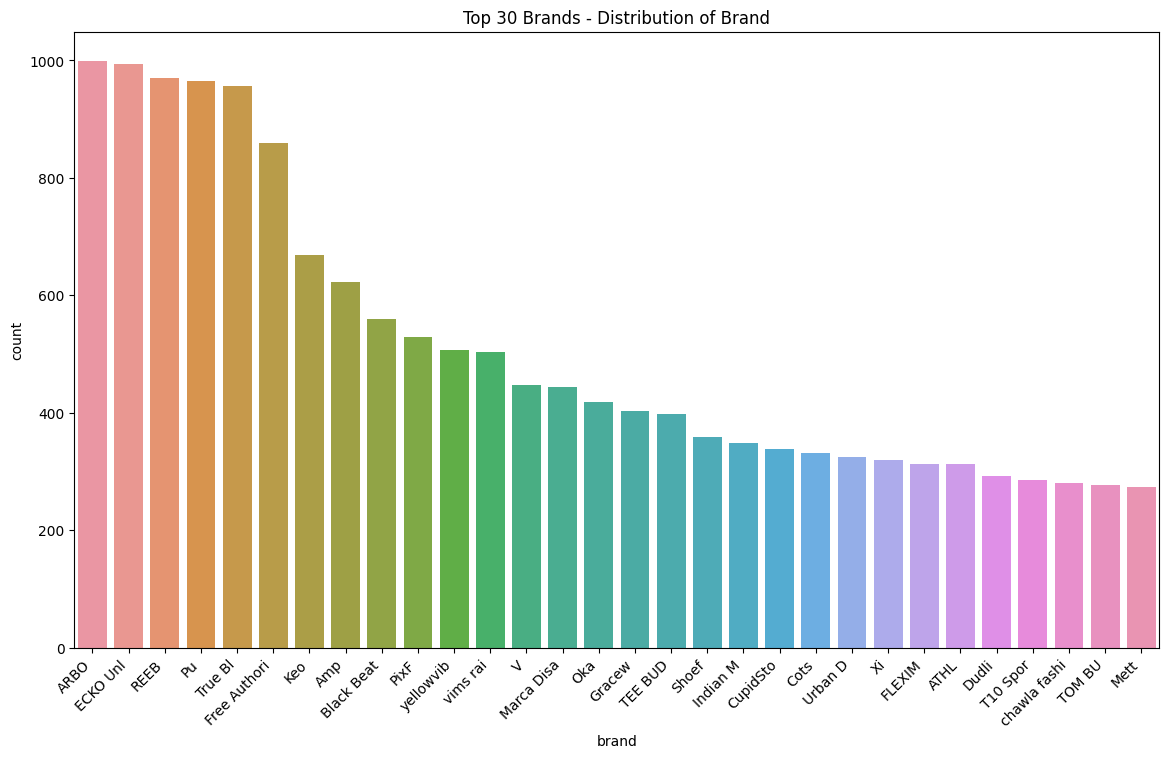 Top 30 Brands - Distribution of Brand
count
1000
800
600
400
200
0
ARBO
ECKO Unl
REEB
Pu
True Bl
Free Authori
Keo
Amp
Black Beat
PixF
yellowvib
vims rai
V
Marca Disa
Oka
Gracew
TEE BUD
Shoef
Indian M
CupidSto
Cots
Urban D
Xi
FLEXIM
ATHL
Dudli
T10 Spor
chawla fashi
TOM BU
Mett
brand